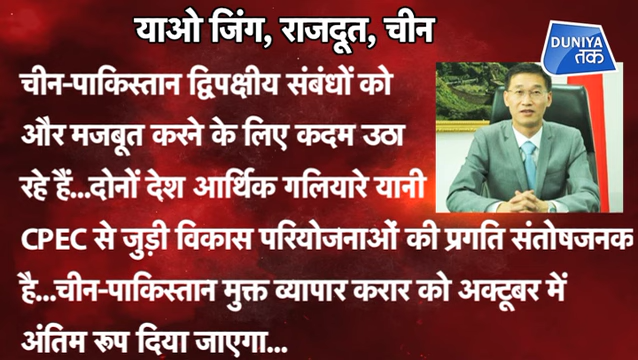 याओ जिंग, राजदूत, चीन
DUNIYA
तक
चीन-पाकिस्तान द्विपक्षीय संबंधों को
और मजबूत करने के लिए कदम उठा
रहे हैं...दोनों देश आर्थिक गलियारे यानी
CPEC से जुड़ी विकास परियोजनाओं की प्रगति संतोषजनक
है...चीन-पाकिस्तान मुक्त व्यापार करार को अक्टूबर में
अंतिम रूप दिया जाएगा...